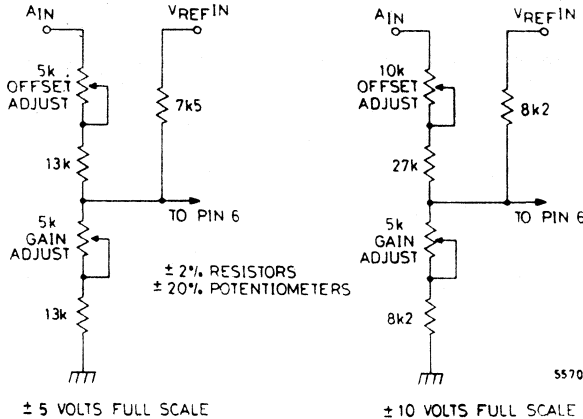 AIN
VREFIN
5k
OFFSET
ADJUST
7k5
13k
TO PIN 6
5k
GAIN
ADJUST
13k
± 2% RESISTORS
± 20% POTENTIOMETERS
± 5 VOLTS FULL SCALE
AIN
VREFIN
10k
OFFSET
ADJUST
8k2
27k
TO PIN 6
5k
GAIN
ADJUST
8k2
5570
± 10 VOLTS FULL SCALE